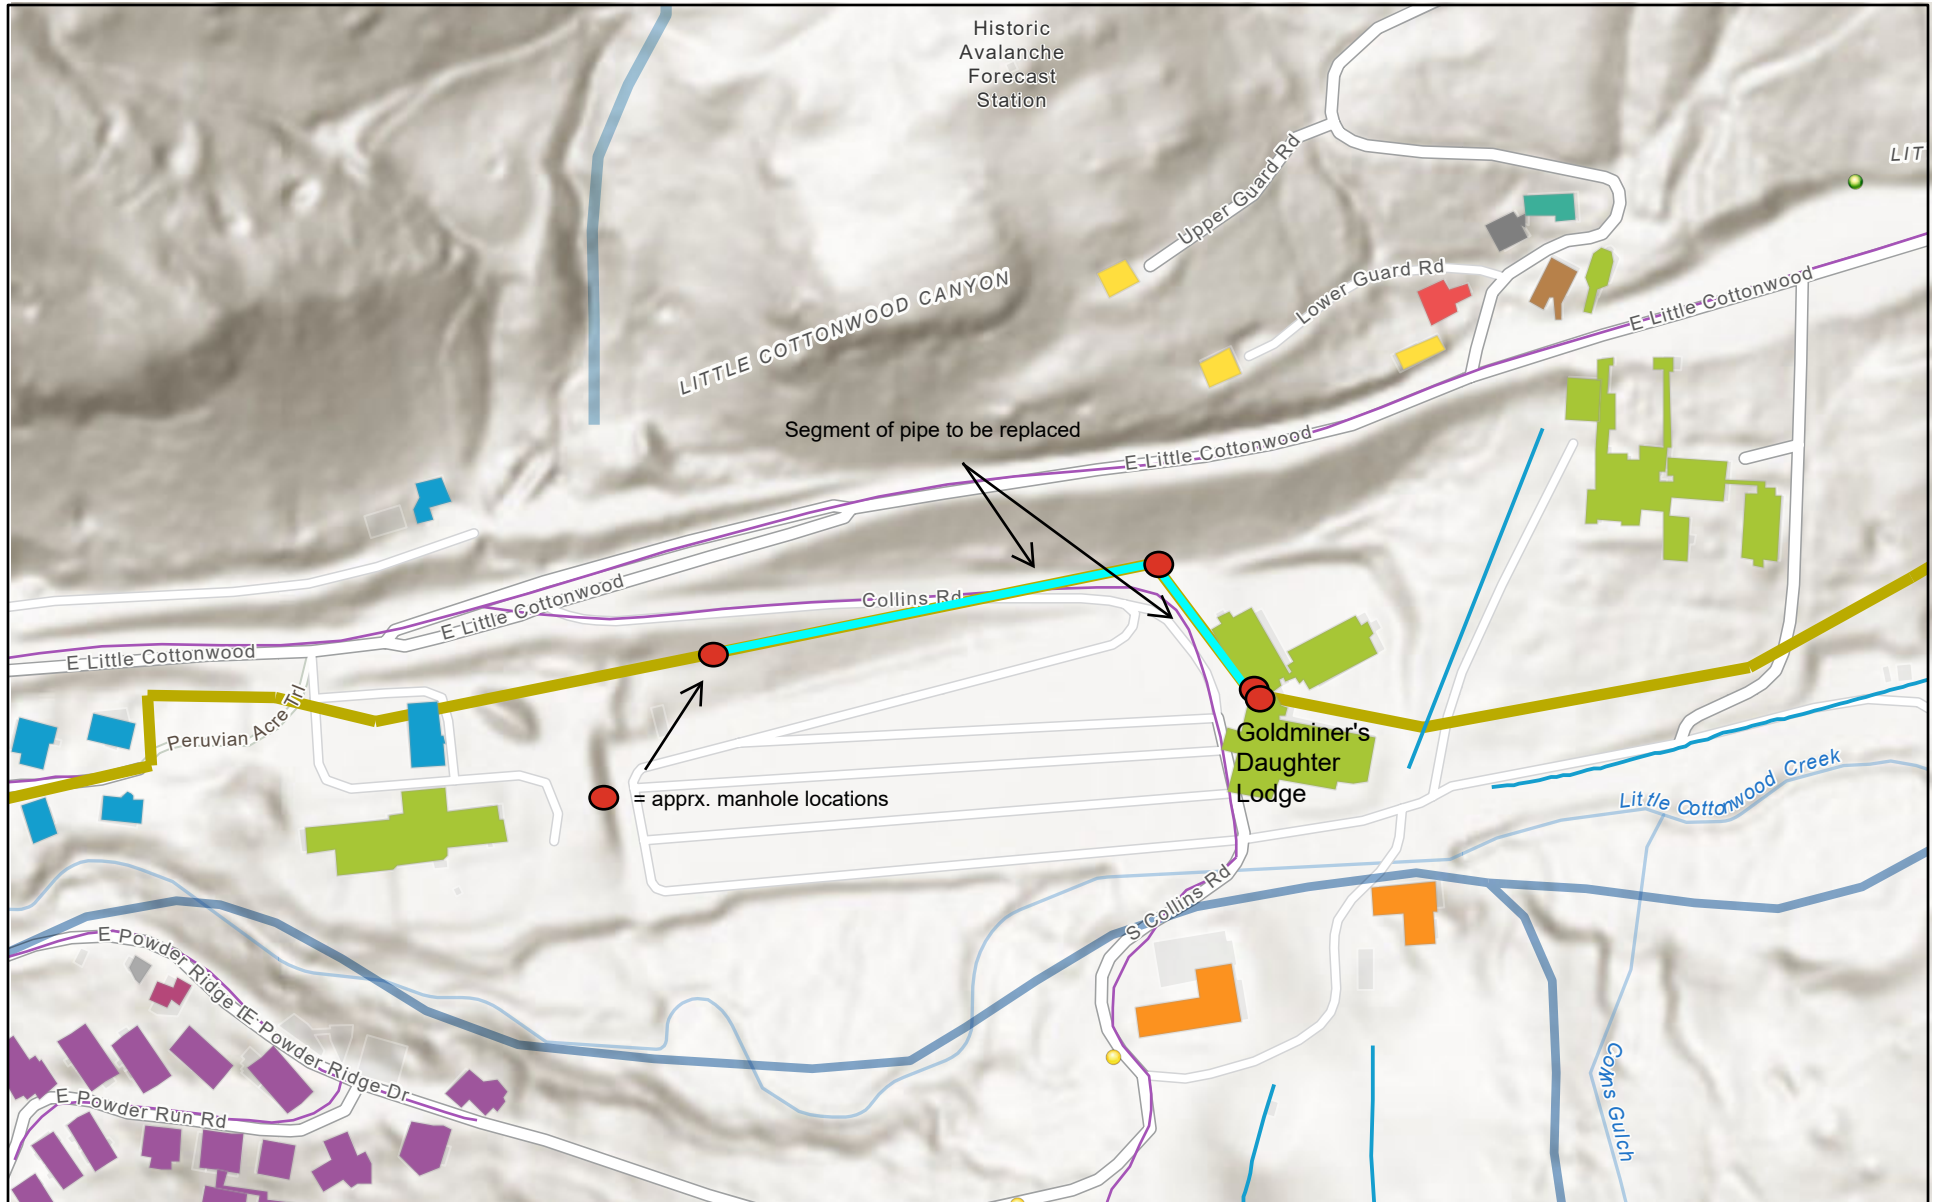 Historic
Avalanche
Forecast
Station
LIT
Upper Guard Rd
Lower Guard Rd
LITTLE COTTONWOOD CANYON
E Little Cottonwood
Segment of pipe to be replaced
E Little Cottonwood
Collins Rd
E Little Cottonwood
E Little Cottonwood
Peruvian Acre Trl
Goldminer's
Daughter
Lodge
= apprx. manhole locations
Little Cottonwood Creek
S Collins Rd
E Powder Ridge
E Powder Ridge Dr
E Powder Run Rd
Gulch